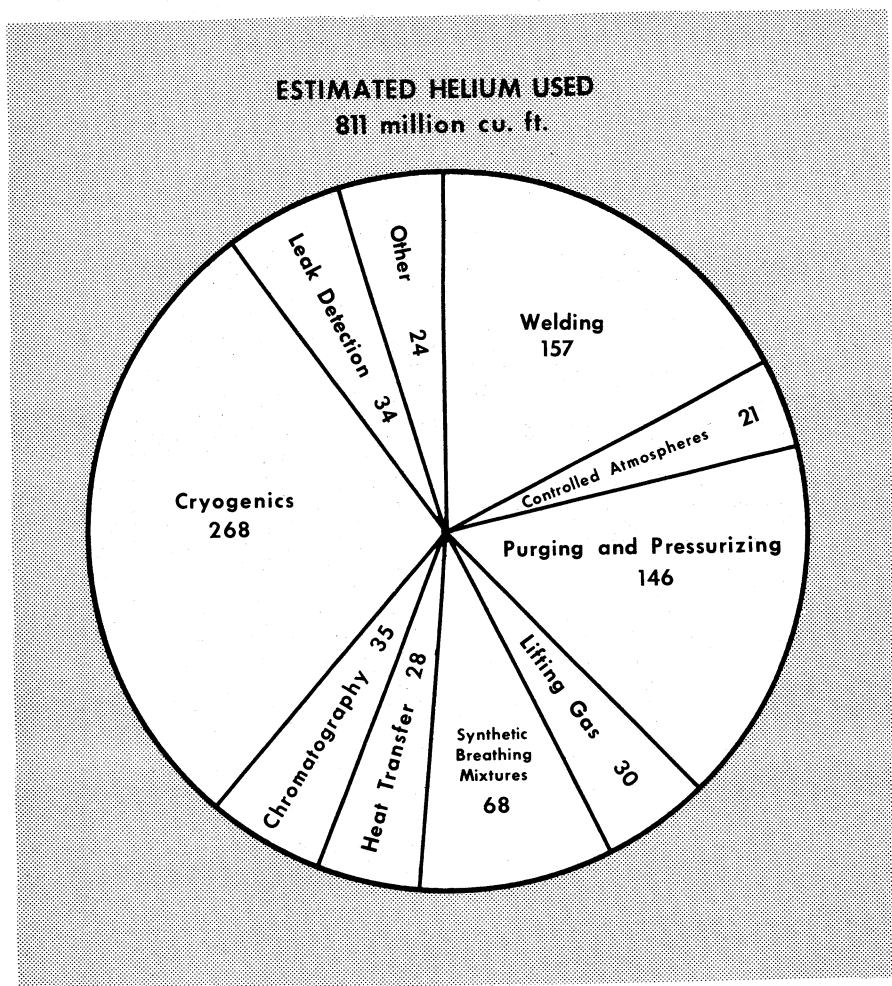 ESTIMATED HELIUM USED
811 million cu. ft.
Welding
157
Controlled Atmospheres 21
Purging and Pressurizing
146
Lifting Gas 30
Synthetic
Breathing
Mixtures
68
Heat Transfer 28
Chromatography 35
Cryogenics
268
Leak Detection 34
Other 24